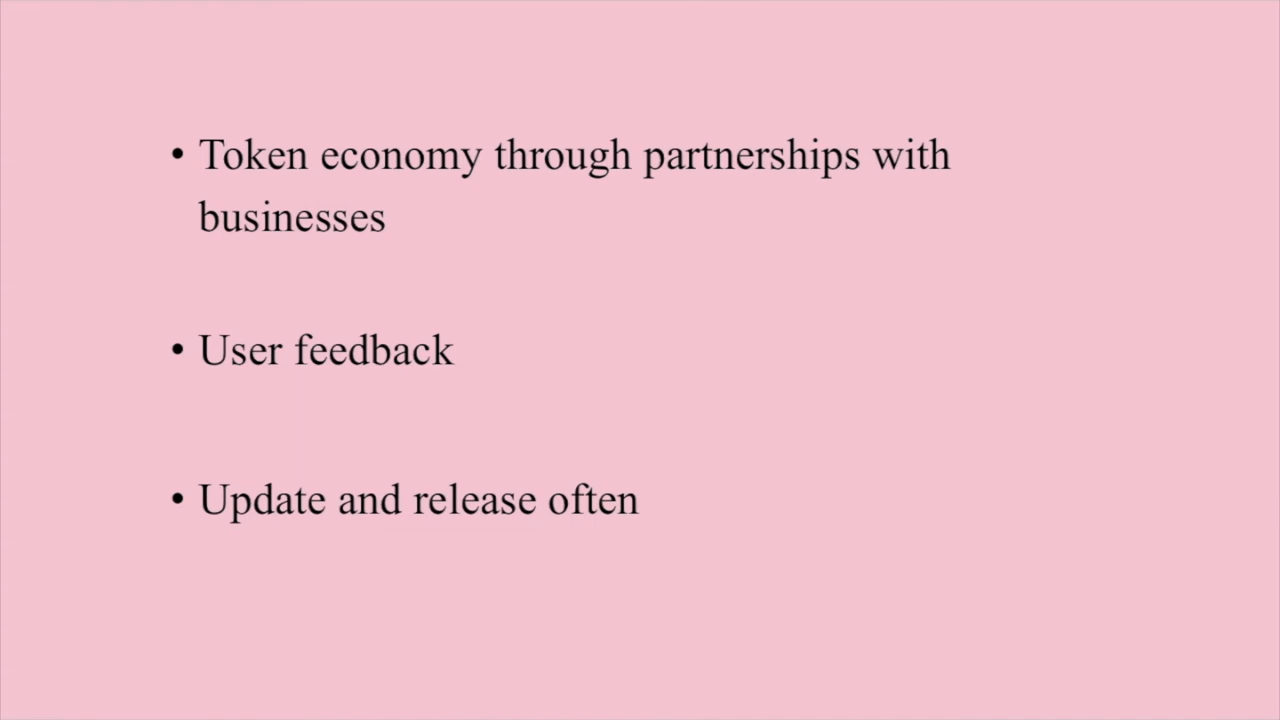 • Token economy through partnerships with
businesses
• User feedback
• Update and release often